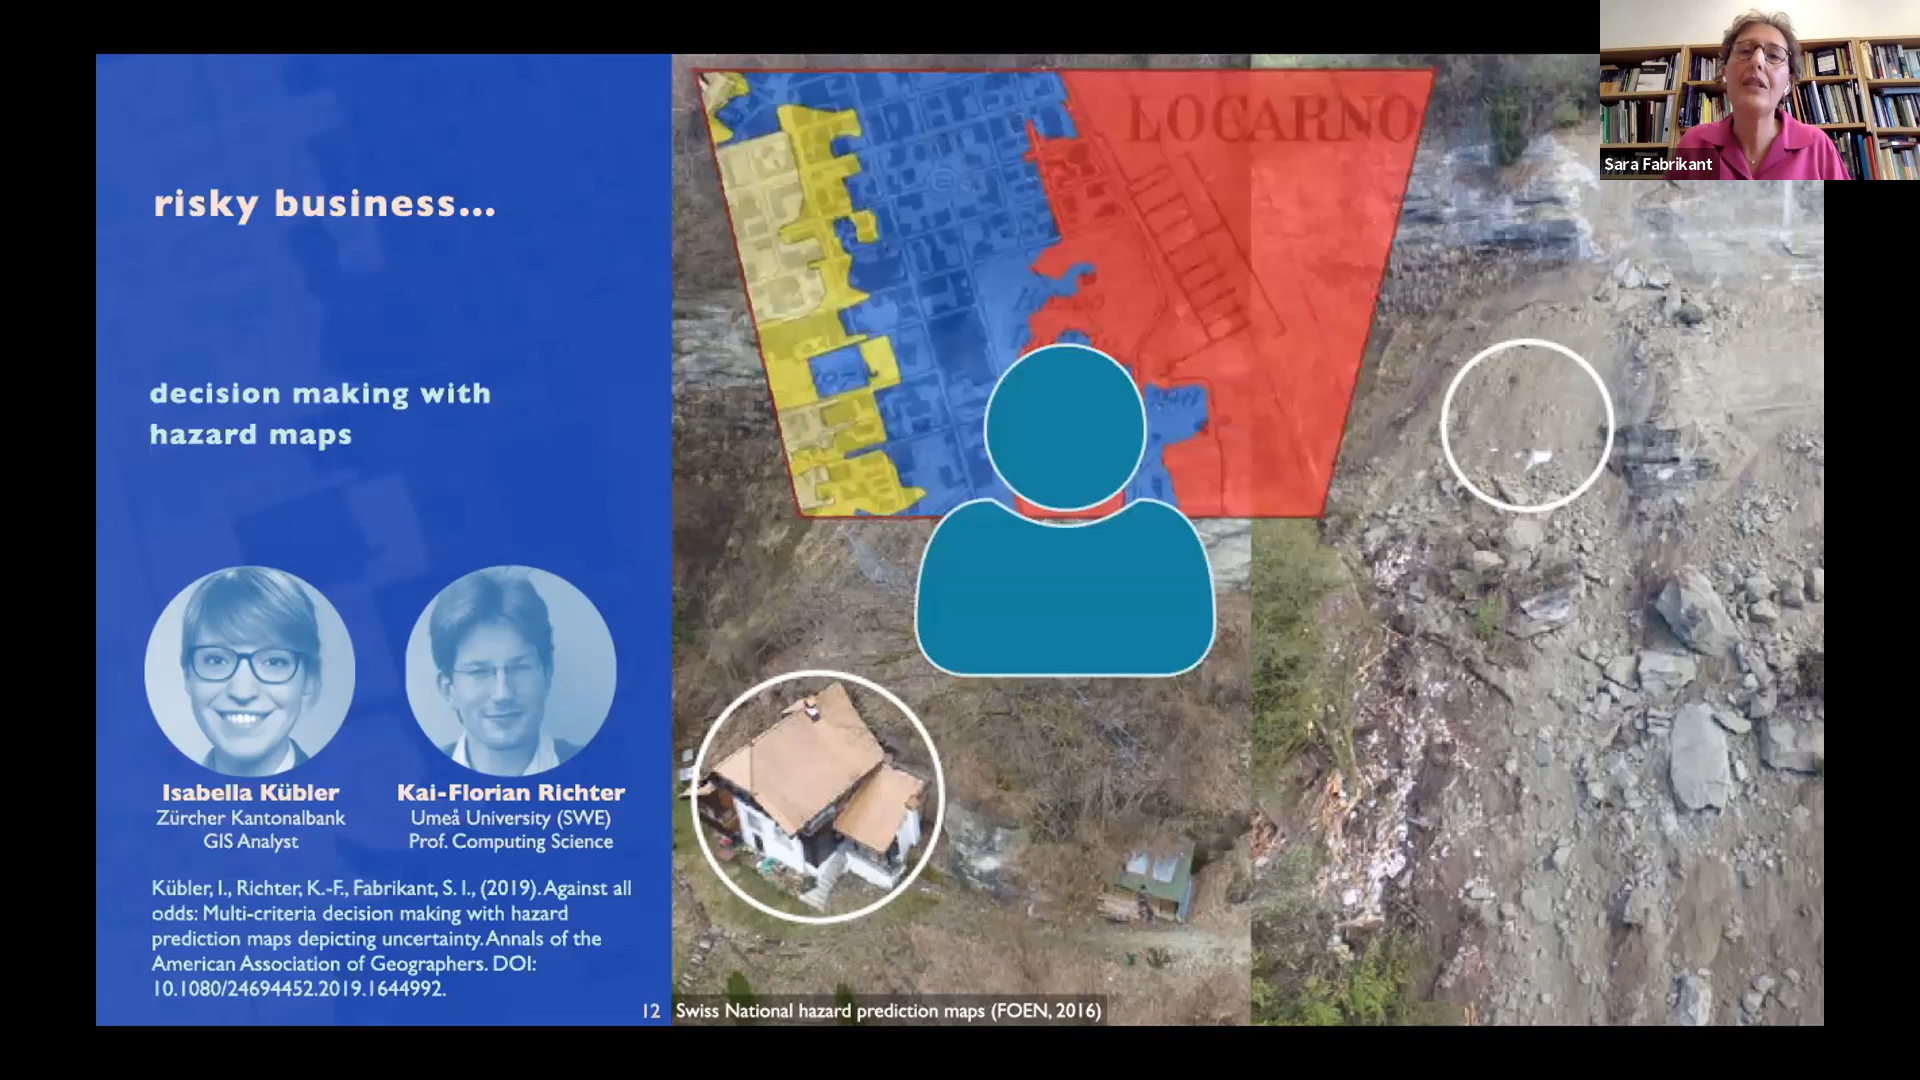 risky business...
decision making with
hazard maps
Isabella Kübler
Zürcher Kantonalbank
GIS Analyst
Kai-Florian Richter
Umeå University (SWE)
Prof. Computing Science
Kübler, I., Richter, K.-F., Fabrikant, S. I., (2019). Against all
odds: Multi-criteria decision making with hazard
prediction maps depicting uncertainty. Annals of the
American Association of Geographers. DOI:
10.1080/24694452.2019.1644992.
12
LOCARNO
Swiss National hazard prediction maps (FOEN, 2016)
Sara Fabrikant